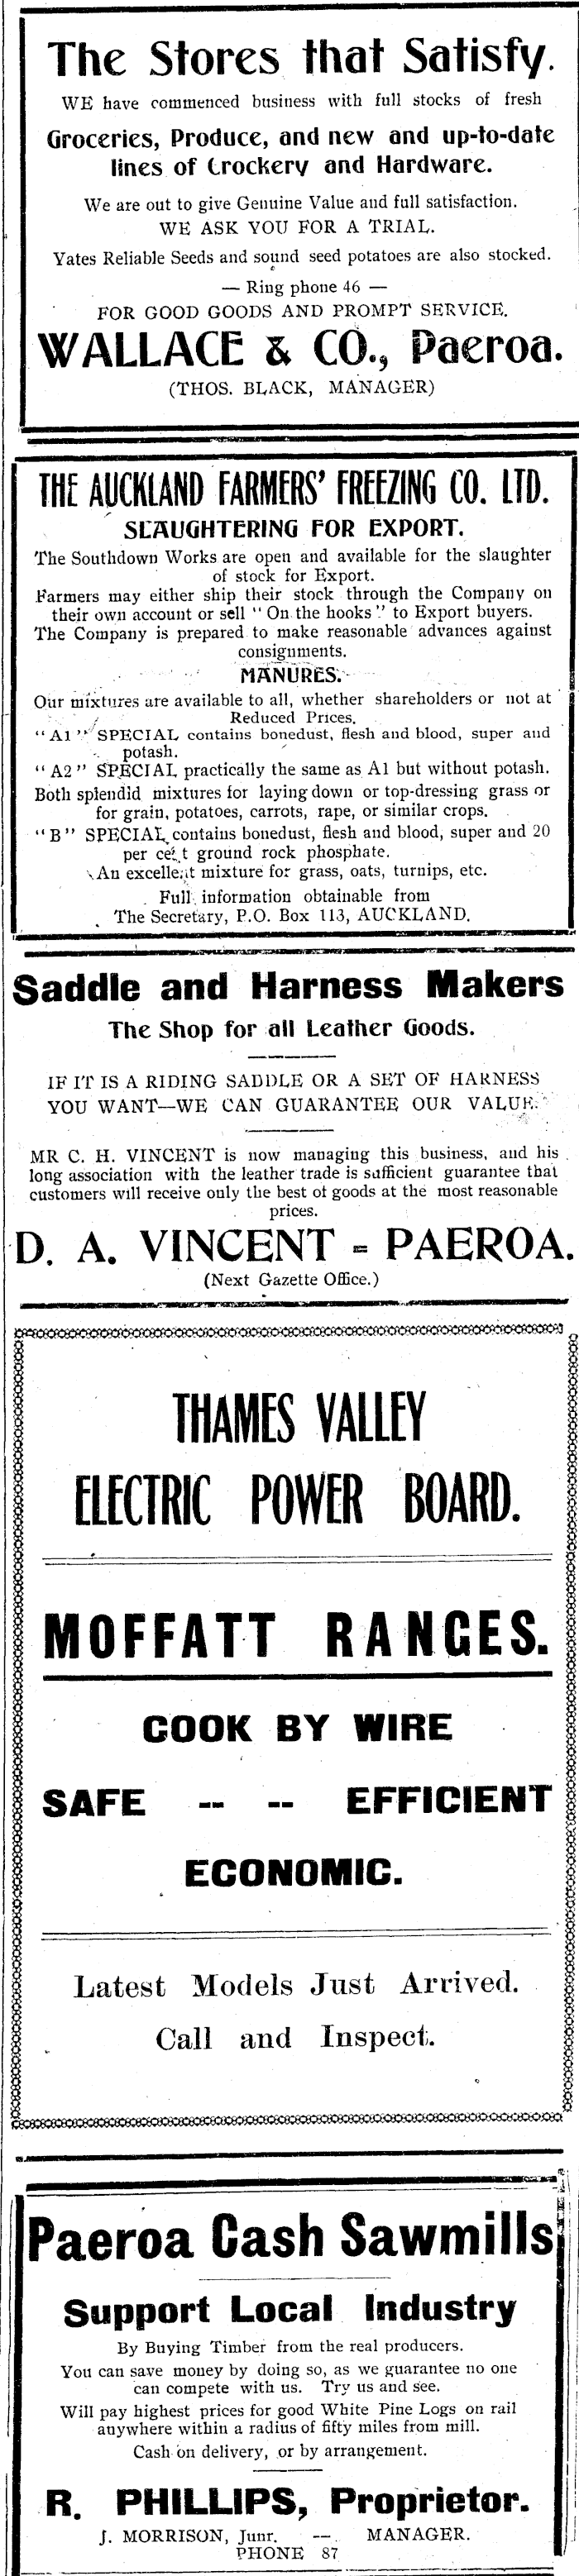 The Stores that Satisfy.
WE have commenced business with full stocks of fresh
Groceries, Produce, and new and up-to-date
lines of Crockery and Hardware.
We are out to give Genuine Value and full satisfaction.
WE ASK YOU FOR A TRIAL.
Yates Reliable Seeds and sound seed potatoes are also stocked.
— Ring phone 46 —
FOR GOOD GOODS AND PROMPT SERVICE.
WALLACE & CO., Paeroa.
(THOS. BLACK, MANAGER)
THE AUCKLAND FARMERS' FREEZING CO. LTD.
SLAUGHTERING FOR EXPORT.
The Southdown Works are open and available for the slaughter
of stock for Export.
Farmers may either ship their stock through the Company on
their own account or sell "On the hooks" to Export buyers.
The Company is prepared to make reasonable advances against
consignments.
MANURES.
Our mixtures are available to all, whether shareholders or not at
Reduced Prices.
"A1" SPECIAL contains bonedust, flesh and blood, super and
potash.
"A2" SPECIAL practically the same as A1 but without potash.
Both splendid mixtures for laying down or top-dressing grass or
for grain, potatoes, carrots, rape, or similar crops.
"B" SPECIAL contains bonedust, flesh and blood, super and 20
per cent ground rock phosphate.
An excellent mixture for grass, oats, turnips, etc.
Full information obtainable from
The Secretary, P.O. Box 113, AUCKLAND.
Saddle and Harness Makers
The Shop for all Leather Goods.
IF IT IS A RIDING SADDLE OR A SET OF HARNESS
YOU WANT—WE CAN GUARANTEE OUR VALUE.
MR C. H. VINCENT is now managing this business, and his
long association with the leather trade is sufficient guarantee that
customers will receive only the best of goods at the most reasonable
prices.
D. A. VINCENT = PAEROA.
(Next Gazette Office.)
THAMES VALLEY
ELECTRIC POWER BOARD.
MOFFATT RANGES.
COOK BY WIRE
SAFE -- -- EFFICIENT
ECONOMIC.
Latest Models Just Arrived.
Call and Inspect.
Paeroa Cash Sawmills
Support Local Industry
By Buying Timber from the real producers.
You can save money by doing so, as we guarantee no one
can compete with us. Try us and see.
Will pay highest prices for good White Pine Logs on rail
anywhere within a radius of fifty miles from mill.
Cash on delivery, or by arrangement.
R. PHILLIPS, Proprietor.
J. MORRISON, Junr. — MANAGER.
PHONE 87